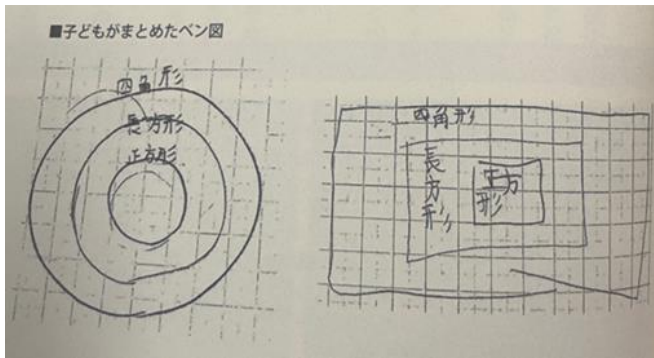 ■子どもがまとめたベン図
四角形
長方形
正方形
四角形
長方形
正方
形